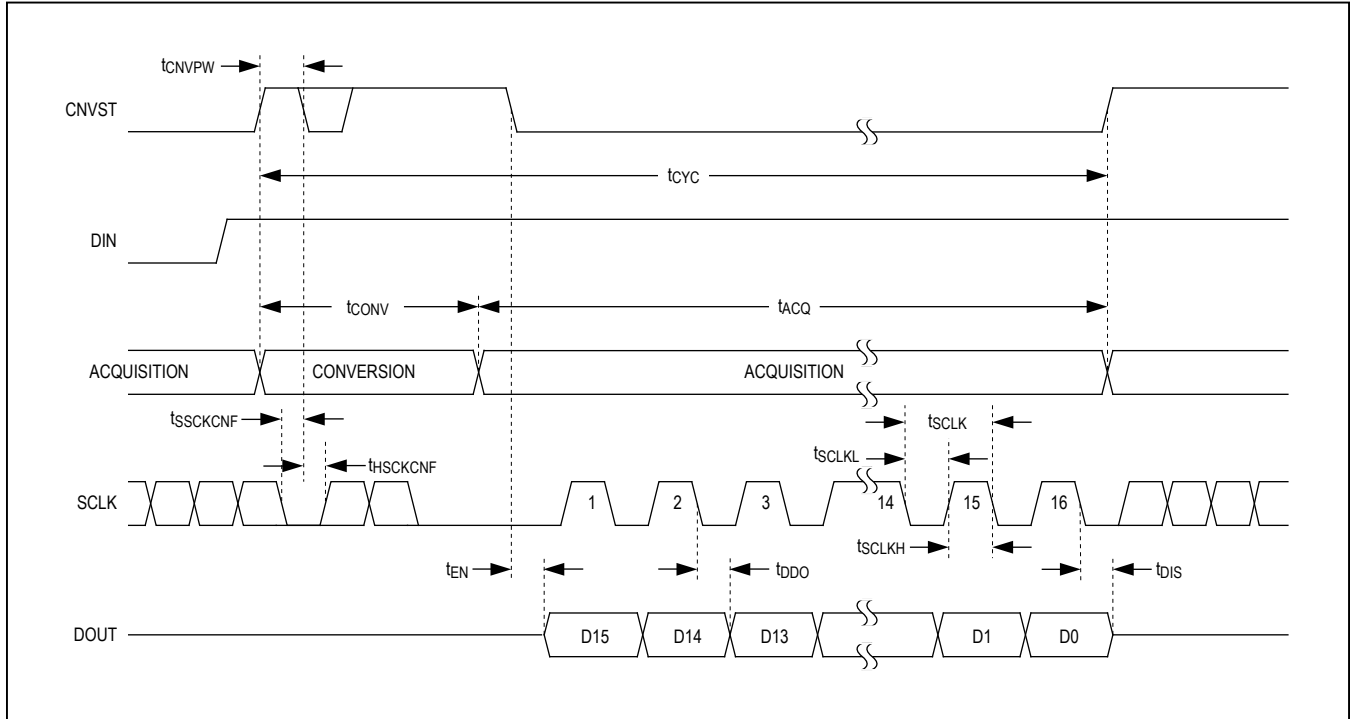 tCNVPW
CNVST
tCYC
DIN
tCONV
tACQ
ACQUISITION
CONVERSION
ACQUISITION
tSSCKCNF
tHSCKCNF
tSCLK
tSCLKL
SCLK
1
2
3
14
15
16
tSCLKH
tEN
tDDO
tDIS
DOUT
D15
D14
D13
D1
D0